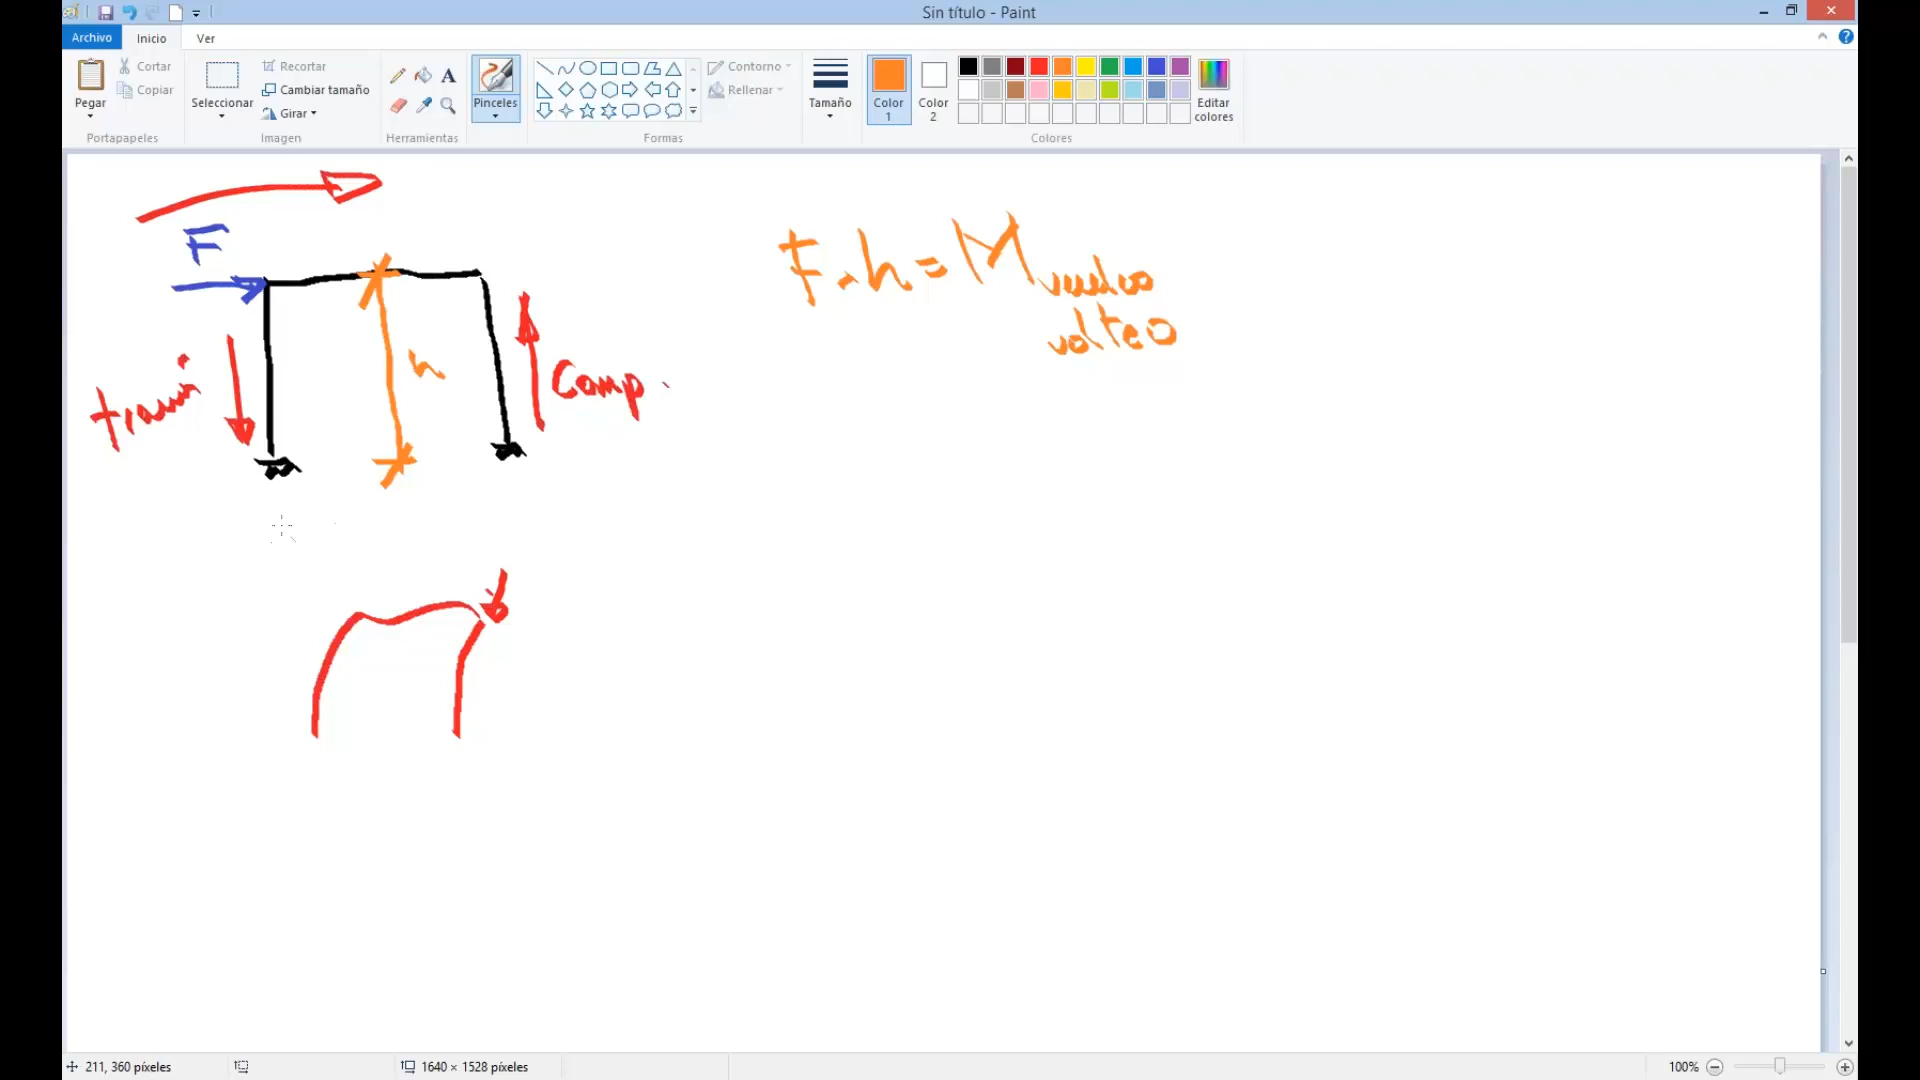 Sin título - Paint
Archivo
Inicio
Ver
Pegar
Cortar
Copiar
Portapapeles
Seleccionar
Recortar
Cambiar tamaño
Girar
Imagen
A
Herramientas
Pinceles
Contorno
Rellenar
Formas
Tamaño
Color
1
Color
2
Editar
colores
Colores
F
h
Comp.
F.h=M vuelco
volteo
211, 360 píxeles
1640 × 1528 píxeles
100%